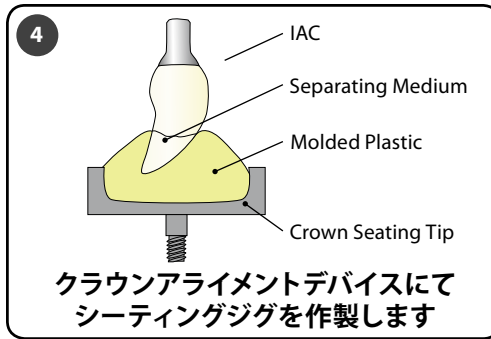 4
IAC
Separating Medium
Molded Plastic
Crown Seating Tip
クラウンアライメントデバイスにて
シーティングジグを作製します